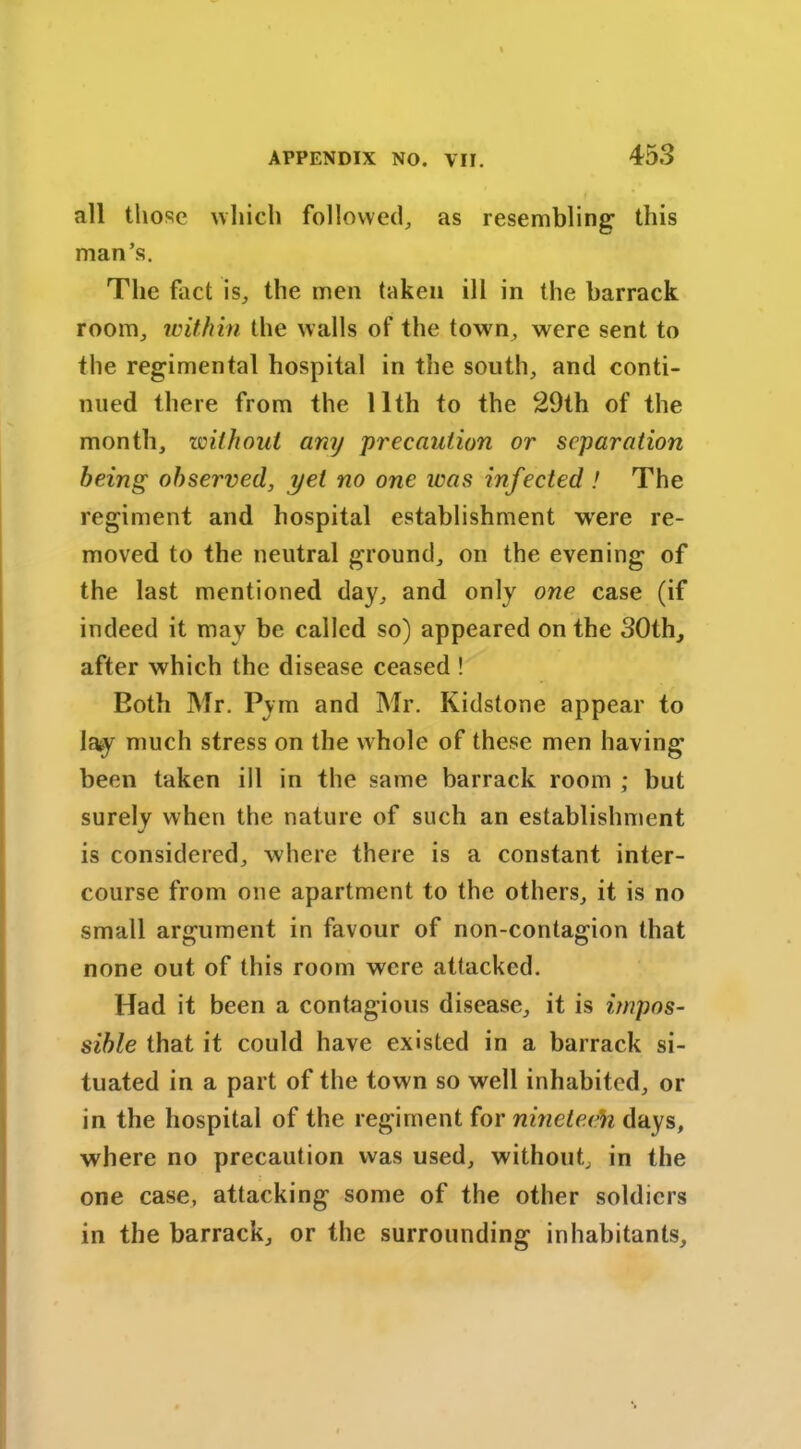 APPENDIX NO. VII. 453
all those which followed, as resembling this
man's.
The fact is, the men taken ill in the barrack
room, within the walls of the town, were sent to
the regimental hospital in the south, and conti-
nued there from the 11th to the 29th of the
month, without any precaution or separation
being observed, yet no one was infected ! The
regiment and hospital establishment were re-
moved to the neutral ground, on the evening of
the last mentioned day, and only one case (if
indeed it may be called so) appeared on the 30th,
after which the disease ceased !
Both Mr. Pym and Mr. Kidstone appear to
lay much stress on the whole of these men having
been taken ill in the same barrack room ; but
surely when the nature of such an establishment
is considered, where there is a constant inter-
course from one apartment to the others, it is no
small argument in favour of non-contagion that
none out of this room were attacked.
Had it been a contagious disease, it is impos-
sible that it could have existed in a barrack si-
tuated in a part of the town so well inhabited, or
in the hospital of the regiment for nineteen days,
where no precaution was used, without, in the
one case, attacking some of the other soldiers
in the barrack, or the surrounding inhabitants,